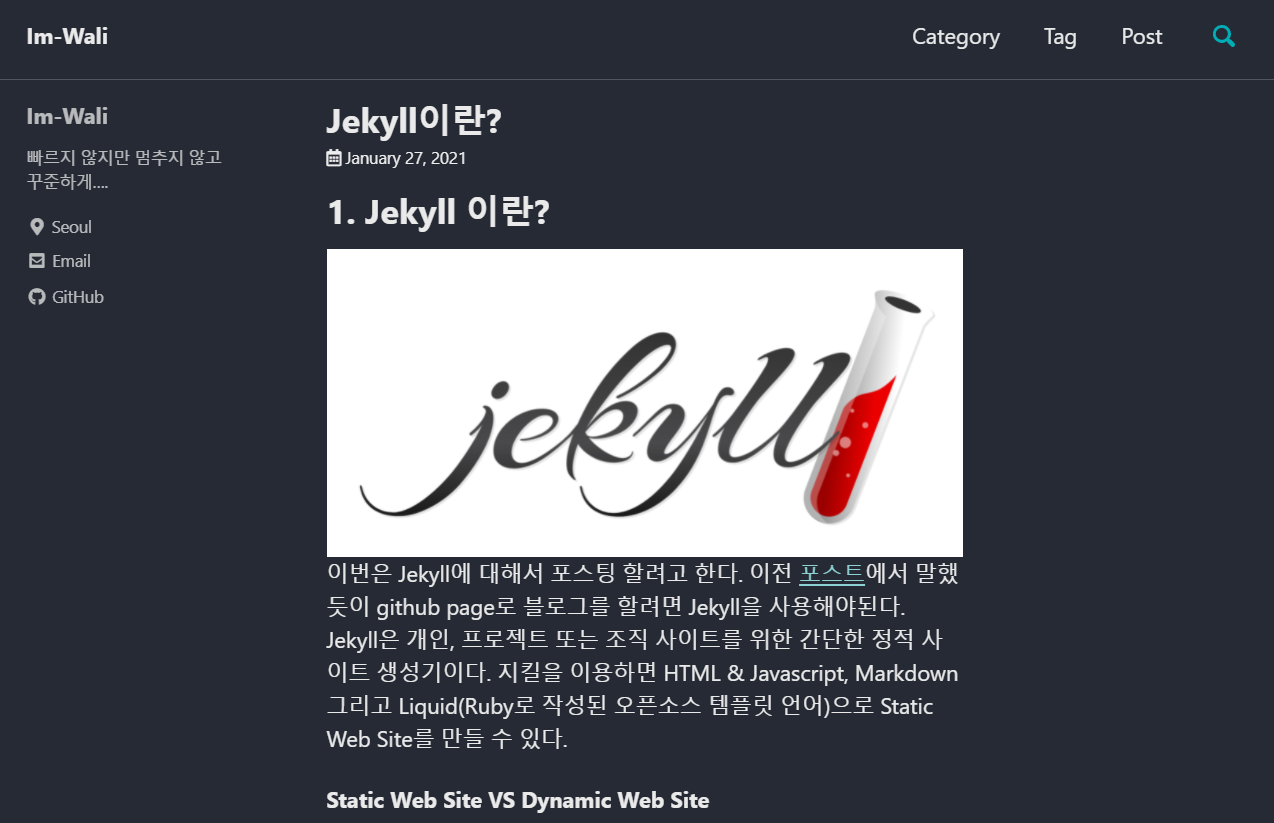 Im-Wali
Category
Tag
Post
Im-Wali
빠르지 않지만 멈추지 않고
꾸준하게....
Seoul
Email
GitHub
Jekyll이란?
January 27, 2021
1. Jekyll 이란?
jekyll
이번은 Jekyll에 대해서 포스팅 할려고 한다. 이전 포스트에서 말했
듯이 github page로 블로그를 할려면 Jekyll을 사용해야된다.
Jekyll은 개인, 프로젝트 또는 조직 사이트를 위한 간단한 정적 사
이트 생성기이다. 지킬을 이용하면 HTML & Javascript, Markdown
그리고 Liquid(Ruby로 작성된 오픈소스 템플릿 언어)으로 Static
Web Site를 만들 수 있다.
Static Web Site VS Dynamic Web Site